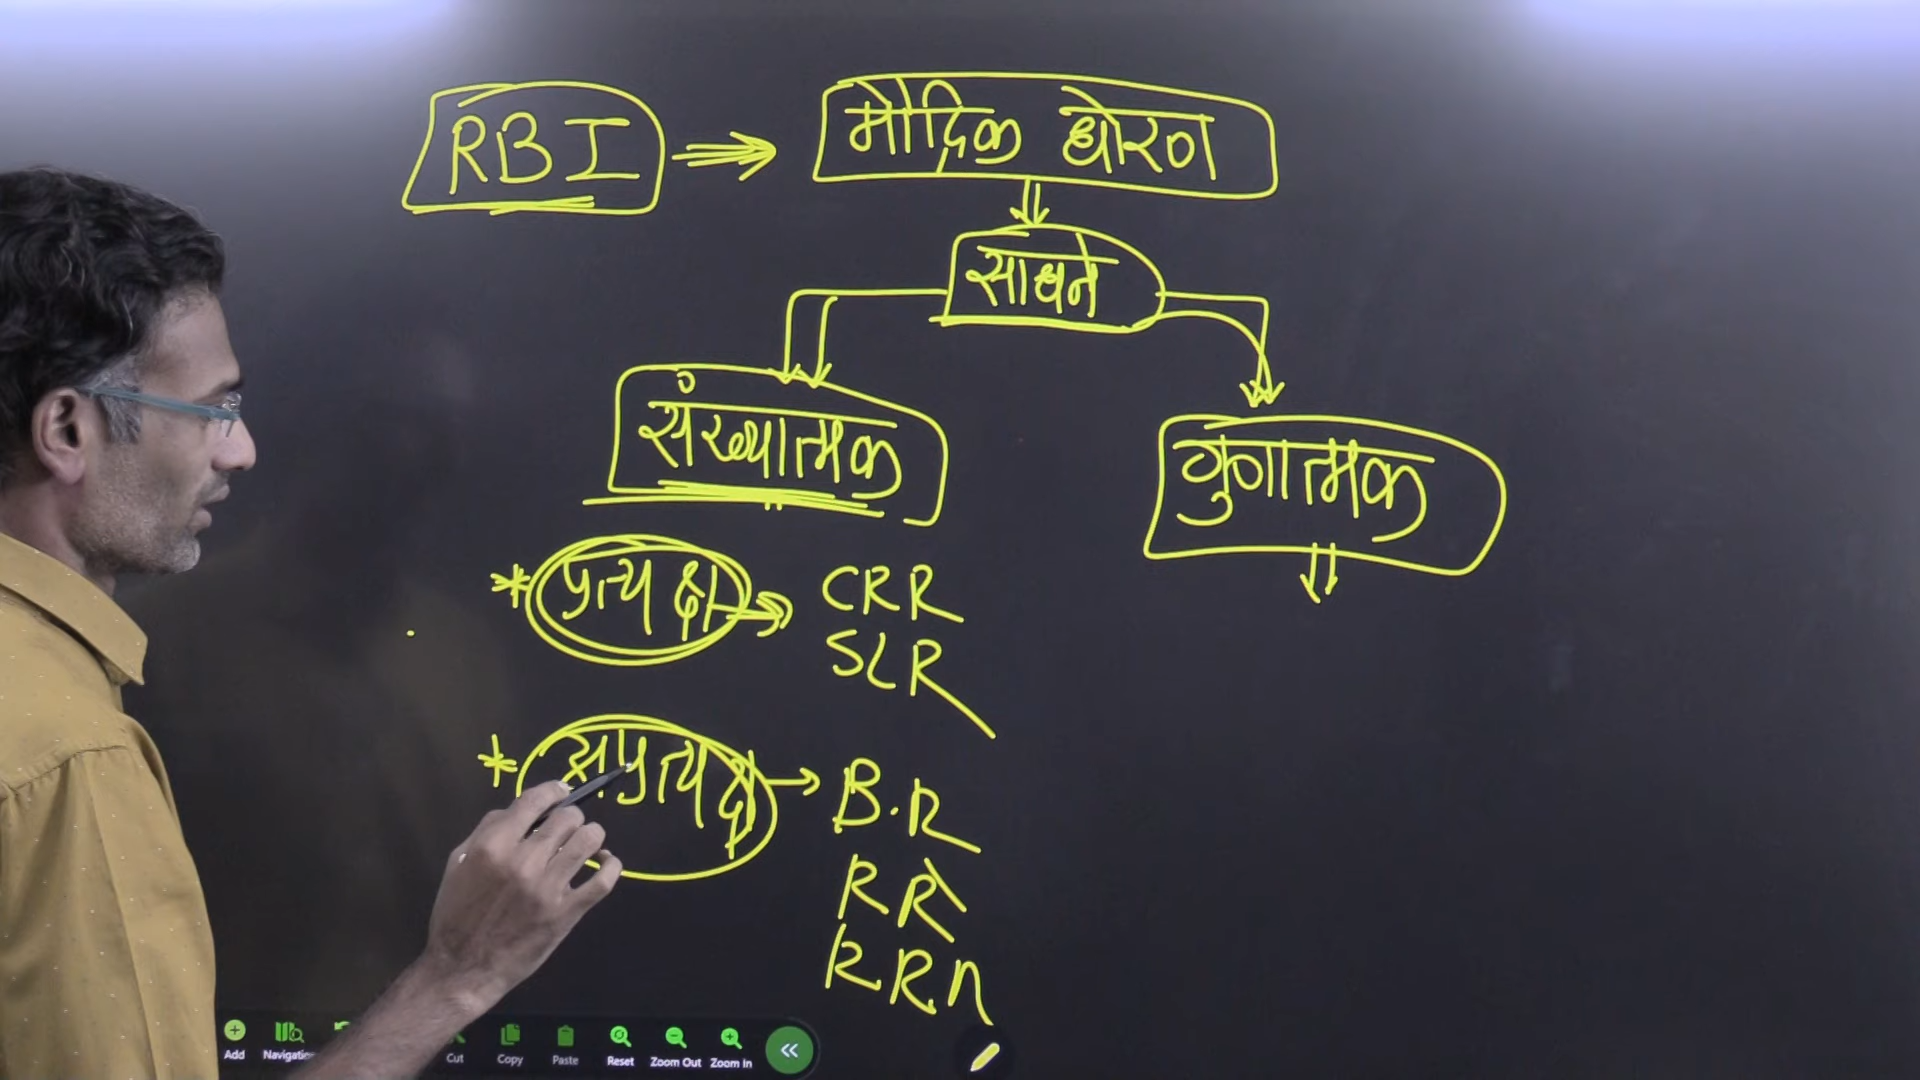 RBI
मौद्रिक धोरण
साधने
संख्यात्मक
गुणात्मक
* प्रत्यक्ष
CRR
SLR
* अप्रत्यक्ष
B.R
RR
RRR
Add
Cut
Copy
Paste
Reset
Zoom Out
Zoom In